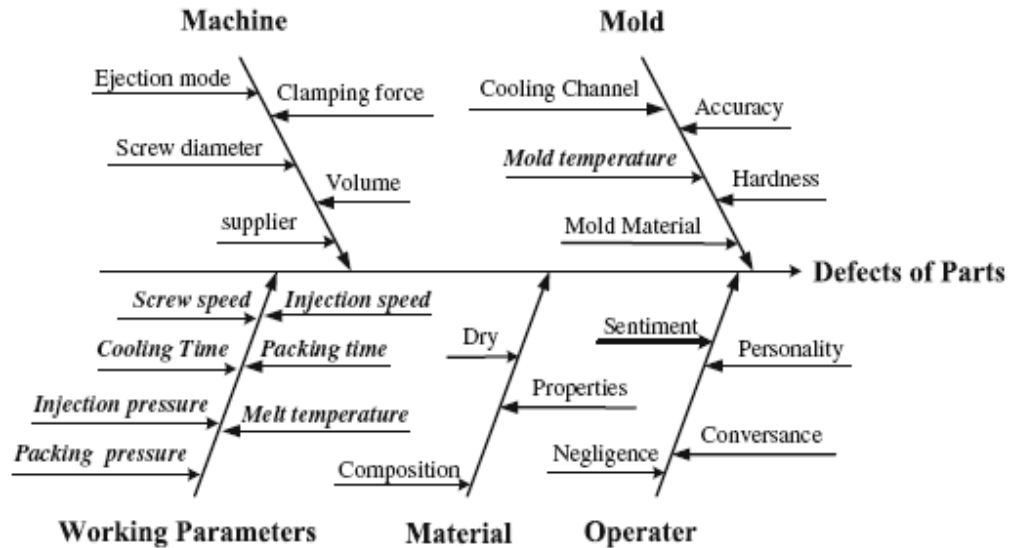 Machine
Mold
Ejection mode
Clamping force
Screw diameter
Volume
supplier
Cooling Channel
Accuracy
Mold temperature
Hardness
Mold Material
Defects of Parts
Screw speed
Injection speed
Cooling Time
Packing time
Injection pressure
Melt temperature
Packing pressure
Dry
Properties
Composition
Sentiment
Personality
Conversance
Negligence
Working Parameters
Material
Operater